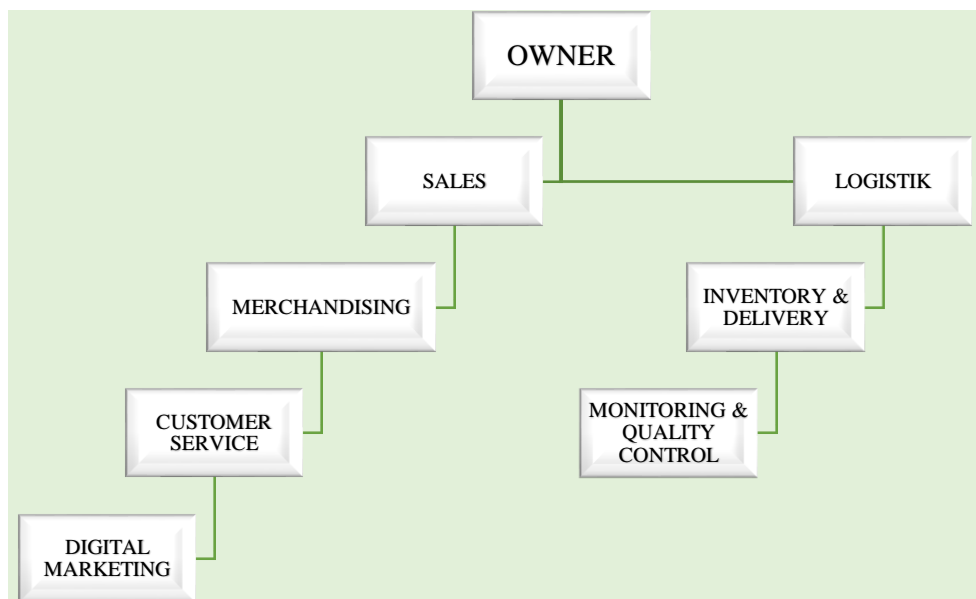 OWNER
SALES
LOGISTIK
MERCHANDISING
INVENTORY &
DELIVERY
CUSTOMER
SERVICE
MONITORING &
QUALITY
CONTROL
DIGITAL
MARKETING